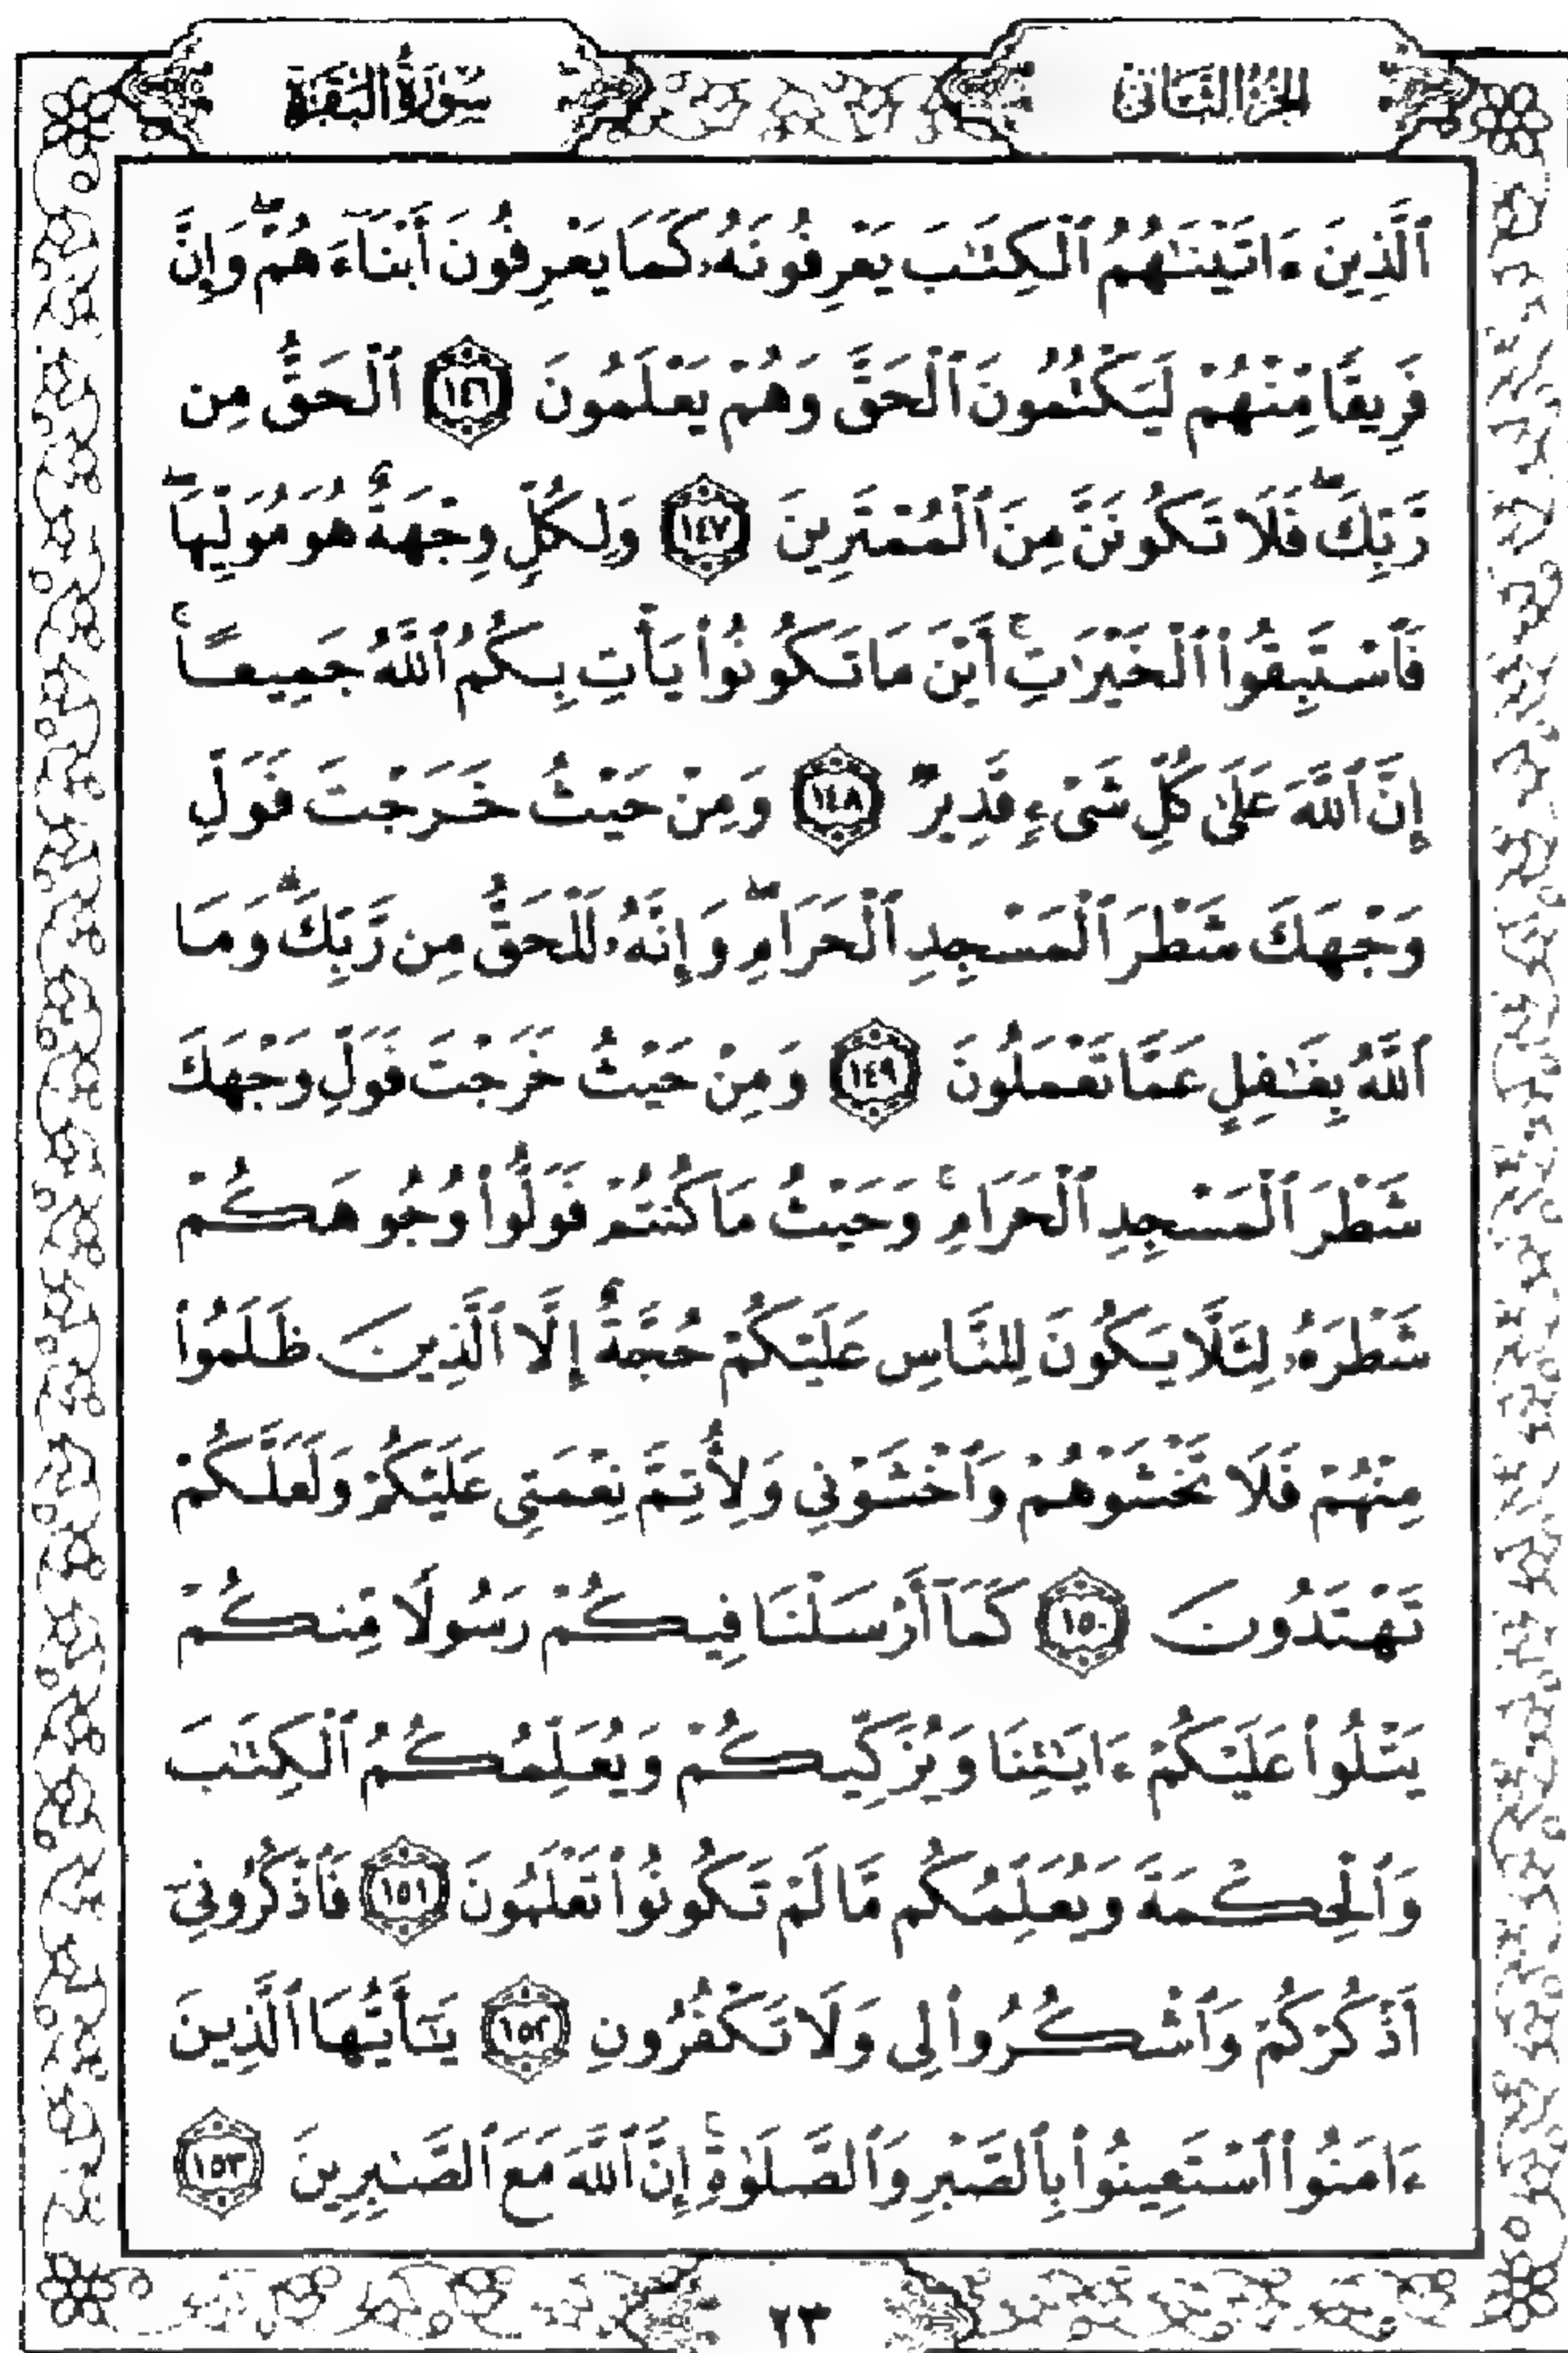 الجزء الثاني
سورة البقرة
ٱلَّذِينَ ءَاتَيْنَٰهُمُ ٱلْكِتَٰبَ يَعْرِفُونَهُۥ كَمَا يَعْرِفُونَ أَبْنَآءَهُمْ ۖ وَإِنَّ
فَرِيقًا مِّنْهُمْ لَيَكْتُمُونَ ٱلْحَقَّ وَهُمْ يَعْلَمُونَ ١٤٦ ٱلْحَقُّ مِن
رَّبِّكَ ۖ فَلَا تَكُونَنَّ مِنَ ٱلْمُمْتَرِينَ ١٤٧ وَلِكُلٍّ وِجْهَةٌ هُوَ مُوَلِّيهَا ۖ
فَٱسْتَبِقُوا۟ ٱلْخَيْرَٰتِ ۚ أَيْنَ مَا تَكُونُوا۟ يَأْتِ بِكُمُ ٱللَّهُ جَمِيعًا ۚ
إِنَّ ٱللَّهَ عَلَىٰ كُلِّ شَىْءٍ قَدِيرٌ ١٤٨ وَمِنْ حَيْثُ خَرَجْتَ فَوَلِّ
وَجْهَكَ شَطْرَ ٱلْمَسْجِدِ ٱلْحَرَامِ ۖ وَإِنَّهُۥ لَلْحَقُّ مِن رَّبِّكَ ۗ وَمَا
ٱللَّهُ بِغَٰفِلٍ عَمَّا تَعْمَلُونَ ١٤٩ وَمِنْ حَيْثُ خَرَجْتَ فَوَلِّ وَجْهَكَ
شَطْرَ ٱلْمَسْجِدِ ٱلْحَرَامِ ۚ وَحَيْثُ مَا كُنتُمْ فَوَلُّوا۟ وُجُوهَكُمْ
شَطْرَهُۥ لِئَلَّا يَكُونَ لِلنَّاسِ عَلَيْكُمْ حُجَّةٌ إِلَّا ٱلَّذِينَ ظَلَمُوا۟
مِنْهُمْ فَلَا تَخْشَوْهُمْ وَٱخْشَوْنِى وَلِأُتِمَّ نِعْمَتِى عَلَيْكُمْ وَلَعَلَّكُمْ
تَهْتَدُونَ ١٥٠ كَمَآ أَرْسَلْنَا فِيكُمْ رَسُولًا مِّنكُمْ
يَتْلُوا۟ عَلَيْكُمْ ءَايَٰتِنَا وَيُزَكِّيكُمْ وَيُعَلِّمُكُمُ ٱلْكِتَٰبَ
وَٱلْحِكْمَةَ وَيُعَلِّمُكُم مَّا لَمْ تَكُونُوا۟ تَعْلَمُونَ ١٥١ فَٱذْكُرُونِىٓ
أَذْكُرْكُمْ وَٱشْكُرُوا۟ لِى وَلَا تَكْفُرُونِ ١٥٢ يَٰٓأَيُّهَا ٱلَّذِينَ
ءَامَنُوا۟ ٱسْتَعِينُوا۟ بِٱلصَّبْرِ وَٱلصَّلَوٰةِ ۚ إِنَّ ٱللَّهَ مَعَ ٱلصَّٰبِرِينَ ١٥٣
٢٣